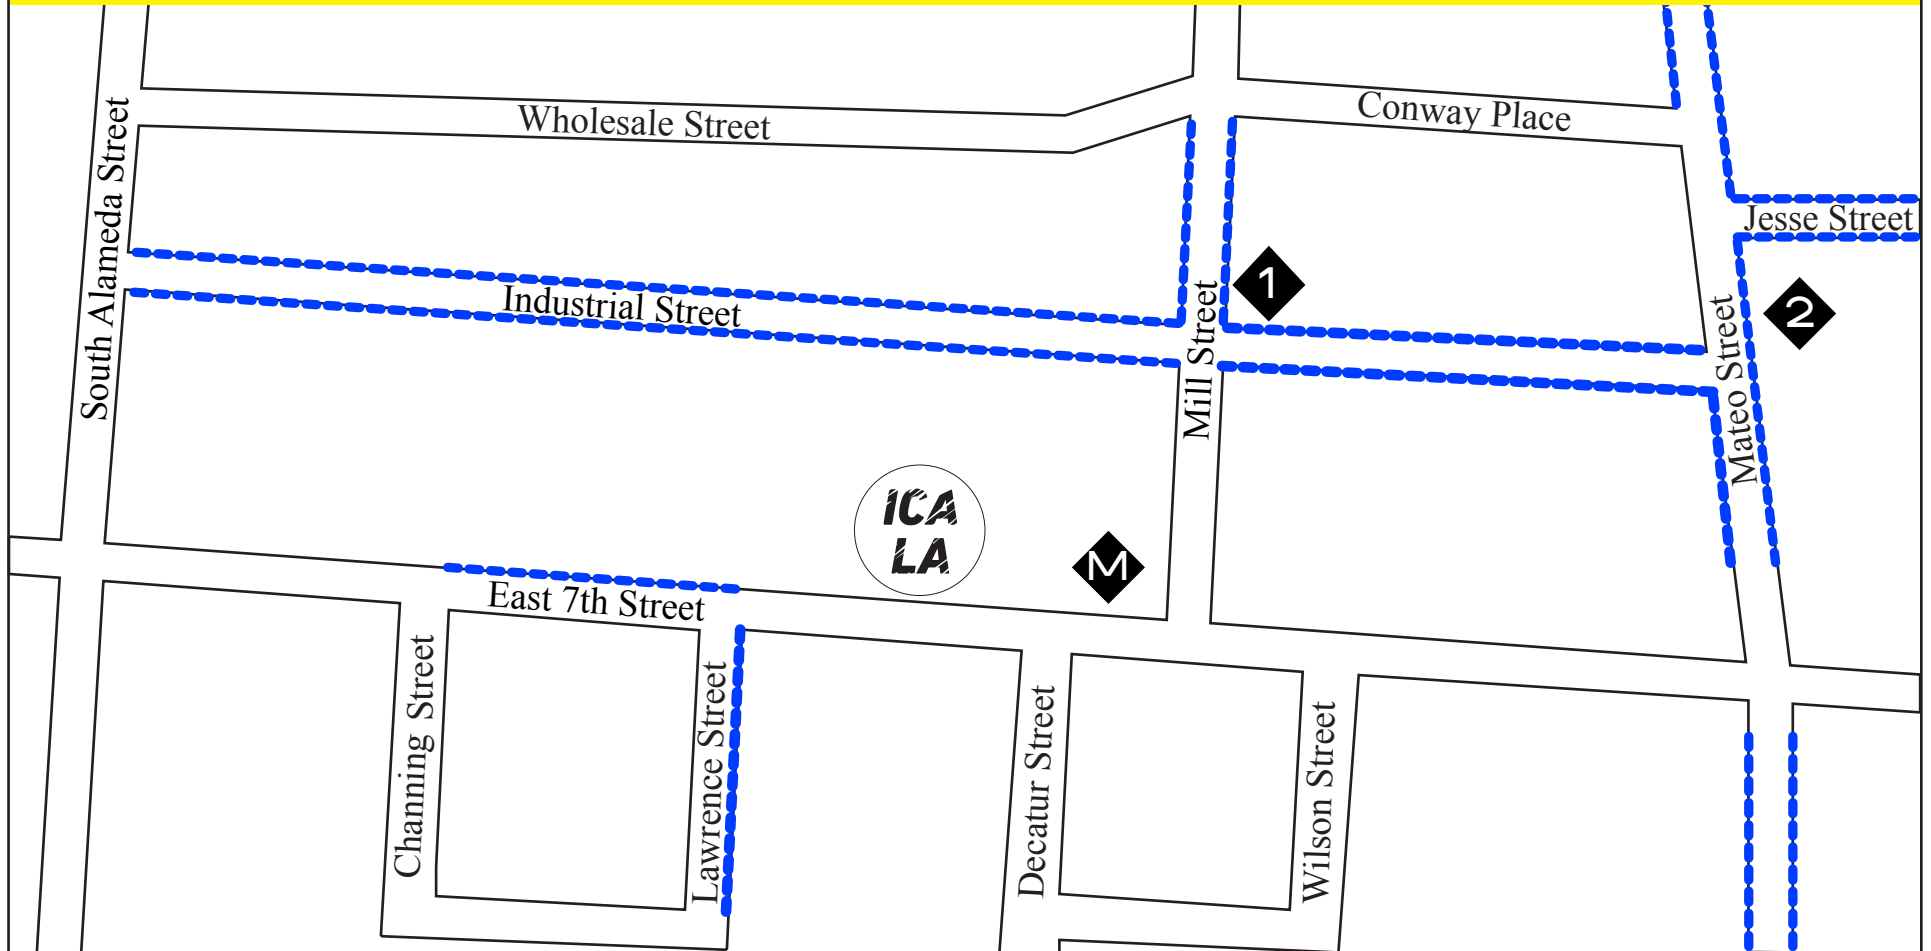 Wholesale Street
Conway Place
South Alameda Street
Jesse Street
1
Industrial Street
2
Mill Street
Mateo Street
ICA
LA
M
East 7th Street
Channing Street
Lawrence Street
Decatur Street
Wilson Street